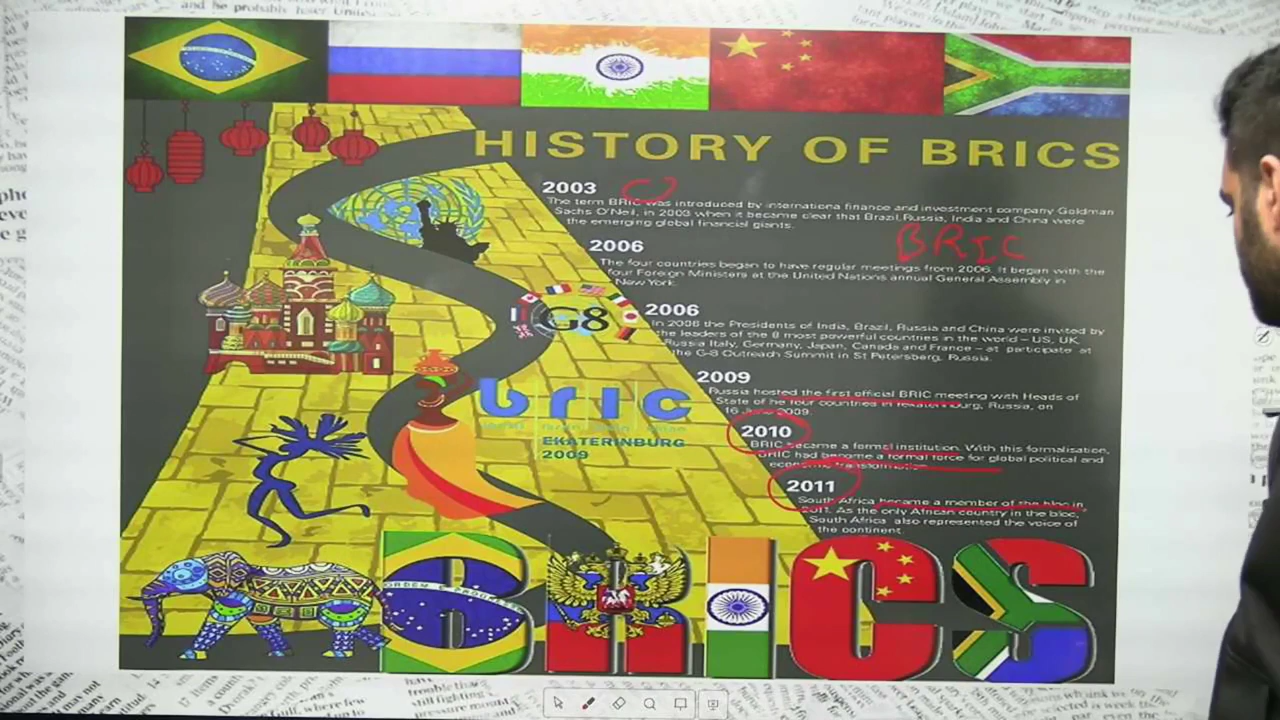 HISTORY OF BRICS
2003
The term BRIC was introduced by internationa finance and investment company Goldman
Sachs O'Neil, in 2003 when it became clear that Brazil, Russia, India and China were
the emerging global financial giants.
BRIC
2006
The four countries began to have regular meetings from 2006. It began with the
four Foreign Ministers at the United Nations annual General Assembly in
New York.
G8
2006
In 2006 the Presidents of India, Brazil, Russia and China were invited by
the leaders of the 8 most powerful countries in the world – US, UK,
Russia Italy, Germany, Japan, Canada and France – at participate at
the G-8 Outreach Summit in St Petersberg, Russia.
2009
Russia hosted the first official BRIC meeting with Heads of
State of he four countries in Russia, on
16 June 2009.
bric
EKATERINBURG
2009
2010
BRIC became a formal institution. With this formalisation,
BRIC had become a formal force for global political and
economic transformation
2011
South Africa became a member of the bloc in
2011. As the only African country in the bloc,
South Africa also represented the voice of
the continent.
BRICS